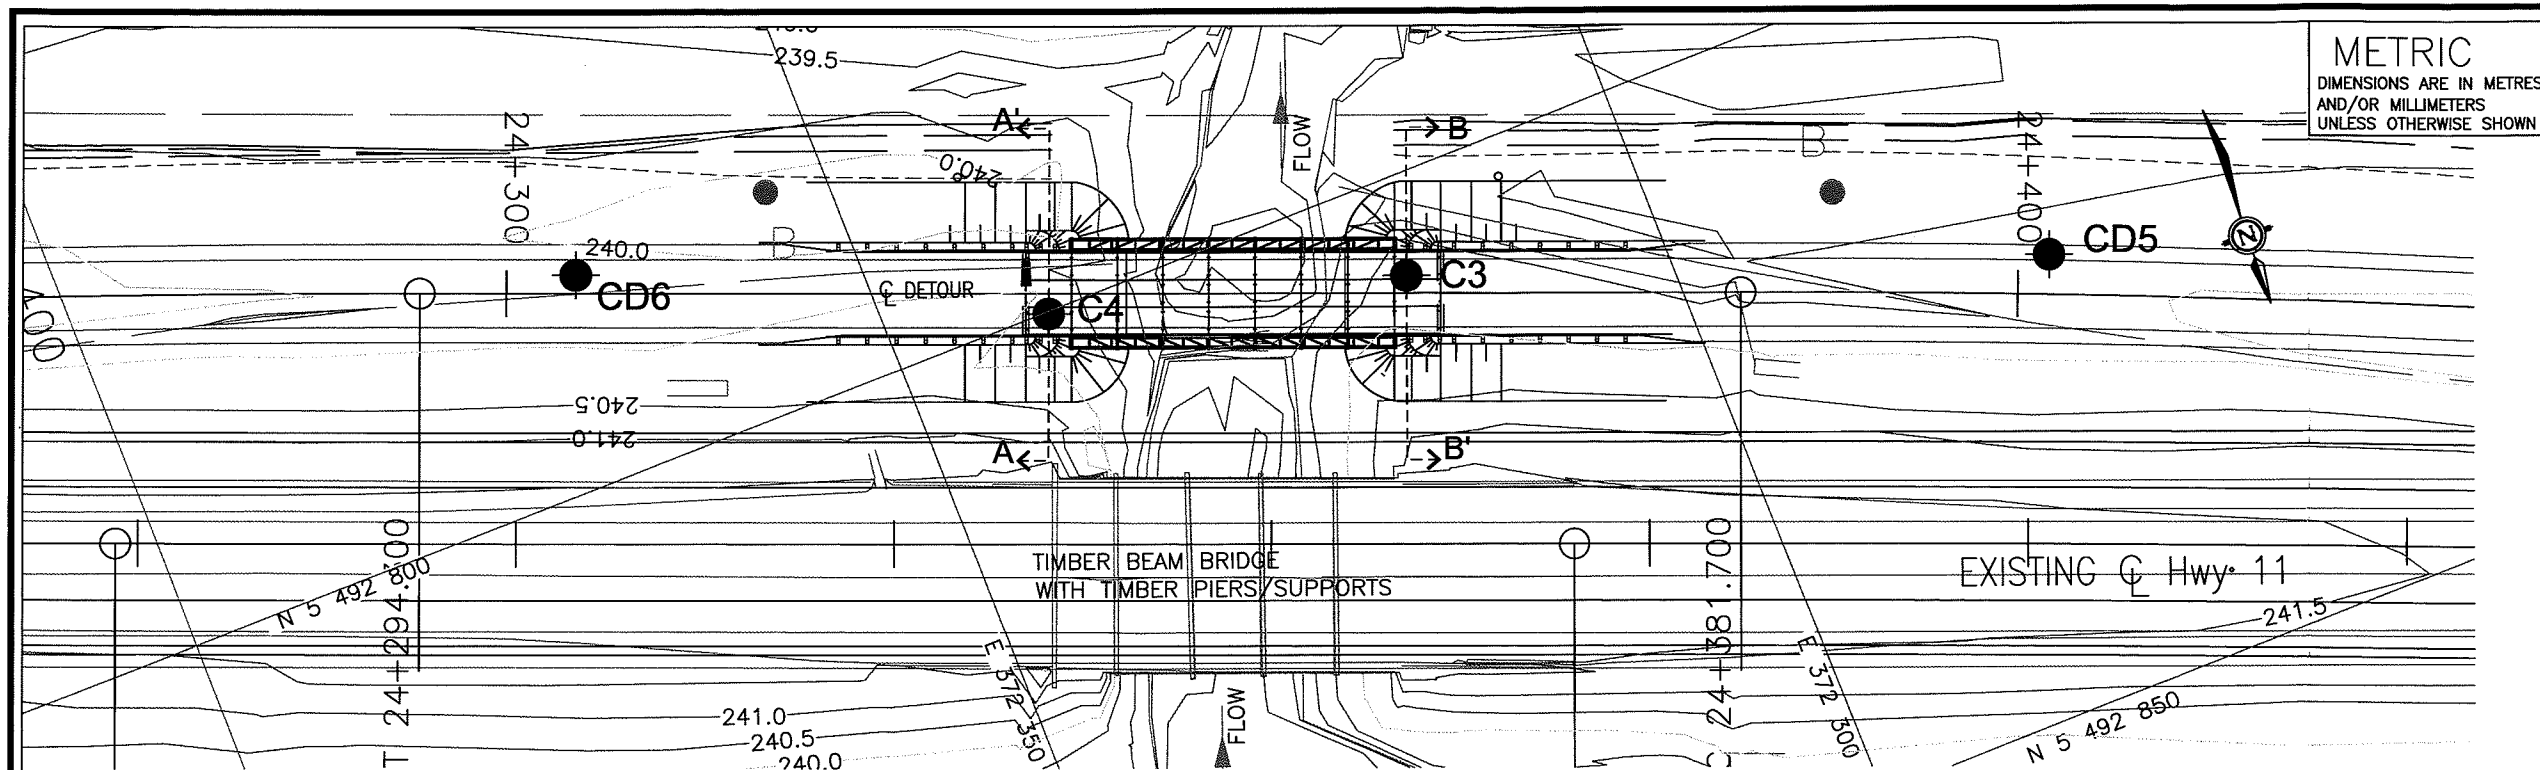 239.5
METRIC
DIMENSIONS ARE IN METRES
AND/OR MILLIMETERS
UNLESS OTHERWISE SHOWN
24+300
A'
B
FLOW
B
24+400
240.0
B
240.0
CD6
℄ DETOUR
C4
C3
CD5
N
400
240.5
241.0
A
B'
TIMBER BEAM BRIDGE
WITH TIMBER PIERS/SUPPORTS
EXISTING ℄ Hwy 11
N 5 492 800
241.5
T 24+294.100
E 372 350
24+381.700
E 372 300
N 5 492 850
241.0
240.5
240.0
FLOW